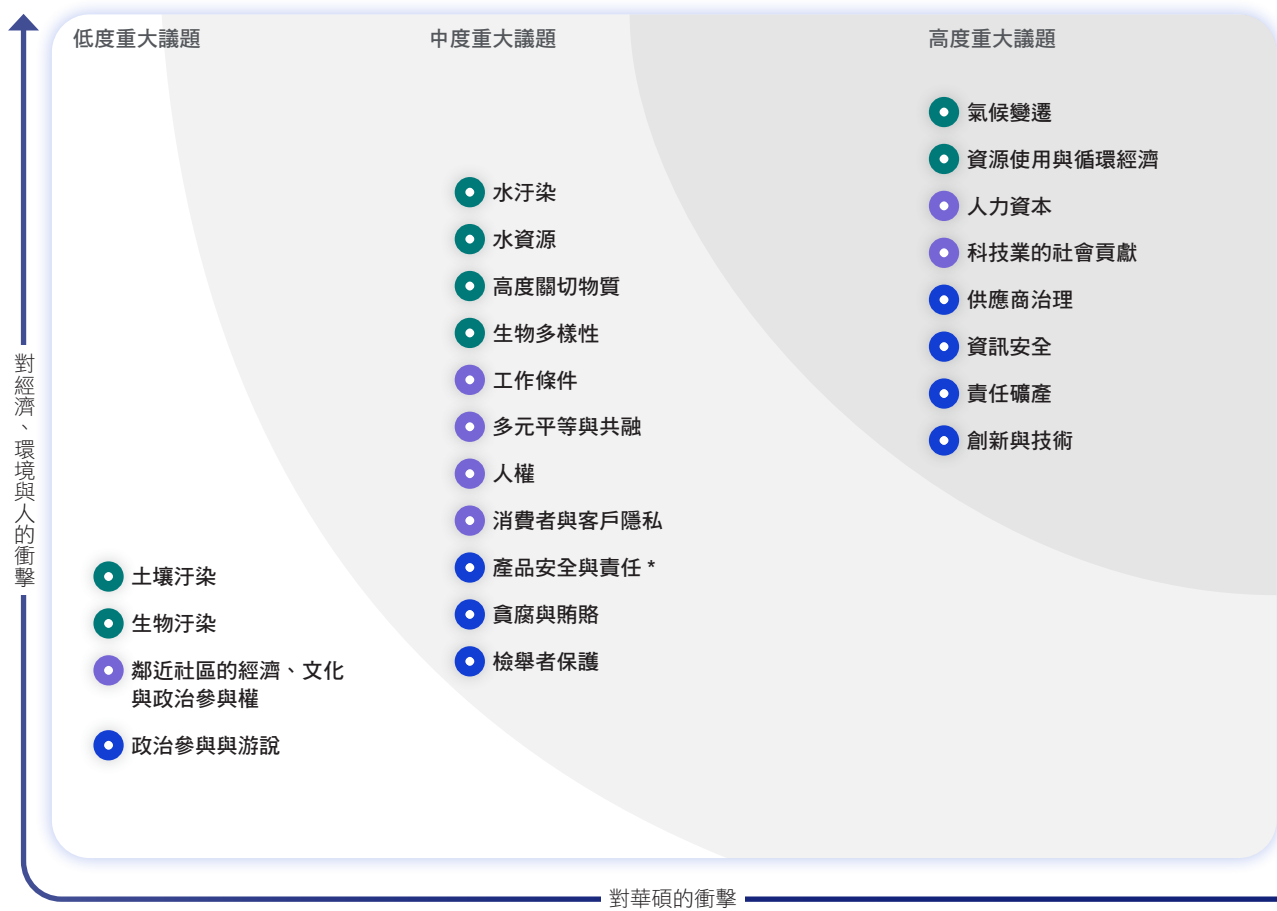 低度重大議題
中度重大議題
高度重大議題
氣候變遷
資源使用與循環經濟
人力資本
科技業的社會貢獻
供應商治理
資訊安全
責任礦產
創新與技術
水汙染
水資源
高度關切物質
生物多樣性
工作條件
多元平等與共融
人權
消費者與客戶隱私
產品安全與責任 *
貪腐與賄賂
檢舉者保護
土壤汙染
生物汙染
鄰近社區的經濟、文化
與政治參與權
政治參與與游說
對經濟、環境與人的衝擊
對華碩的衝擊